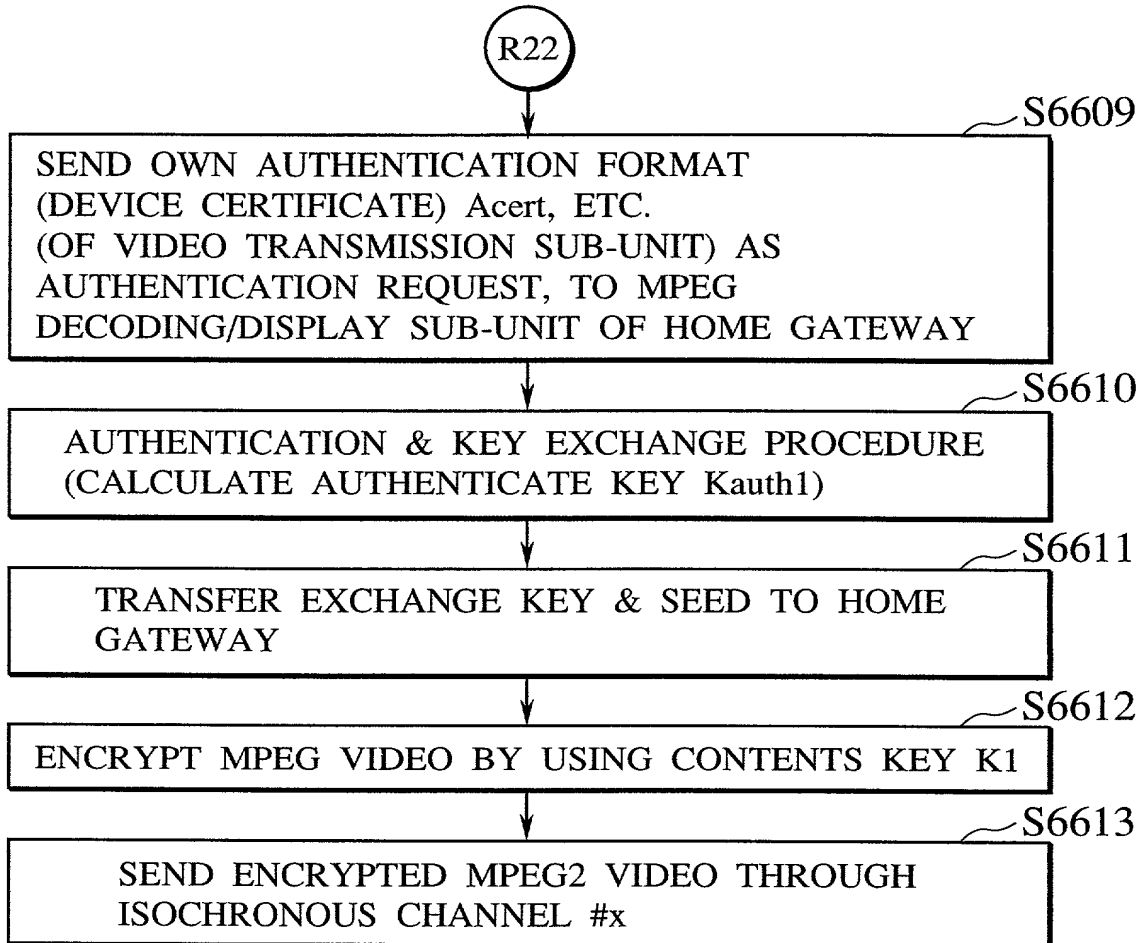 R22
S6609
SEND OWN AUTHENTICATION FORMAT
(DEVICE CERTIFICATE) Acert, ETC.
(OF VIDEO TRANSMISSION SUB-UNIT) AS
AUTHENTICATION REQUEST, TO MPEG
DECODING/DISPLAY SUB-UNIT OF HOME GATEWAY
S6610
AUTHENTICATION & KEY EXCHANGE PROCEDURE
(CALCULATE AUTHENTICATE KEY Kauth1)
S6611
TRANSFER EXCHANGE KEY & SEED TO HOME
GATEWAY
S6612
ENCRYPT MPEG VIDEO BY USING CONTENTS KEY K1
S6613
SEND ENCRYPTED MPEG2 VIDEO THROUGH
ISOCHRONOUS CHANNEL #x